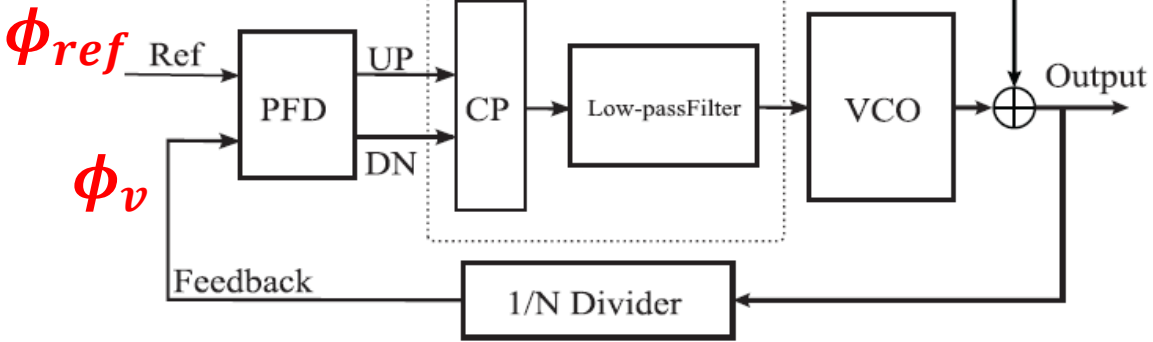 ϕref
Ref
PFD
UP
DN
CP
Low-passFilter
VCO
Output
ϕv
Feedback
1/N Divider